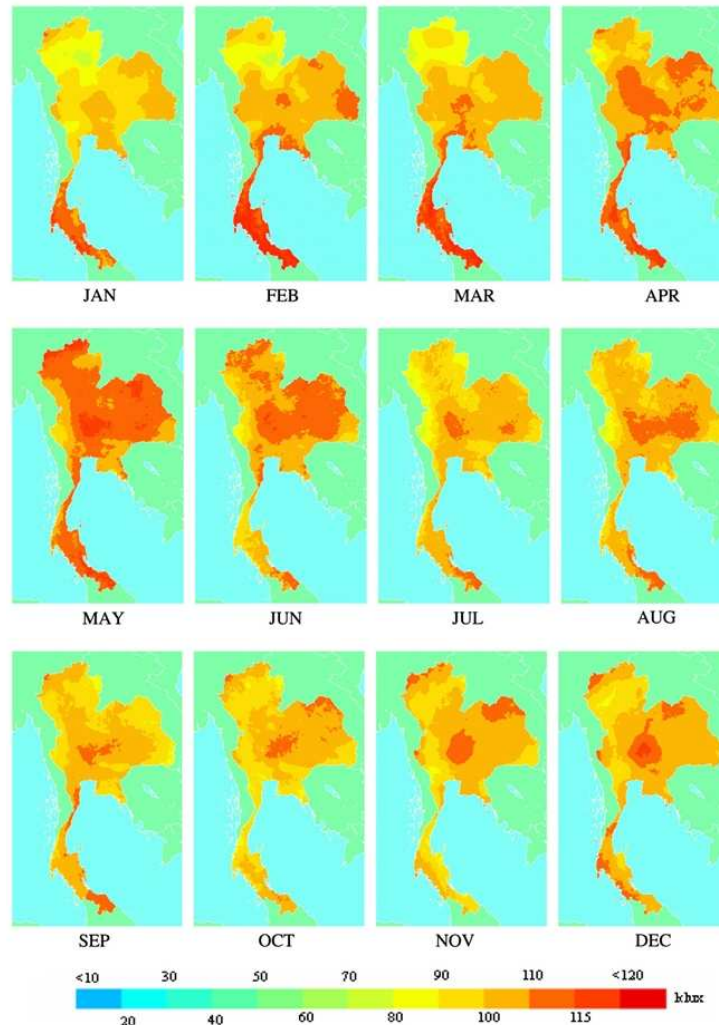 JAN FEB MAR APR
MAY JUN JUL AUG
SEP OCT NOV DEC
<10 30 50 70 90 110 <120
klux
20 40 60 80 100 115